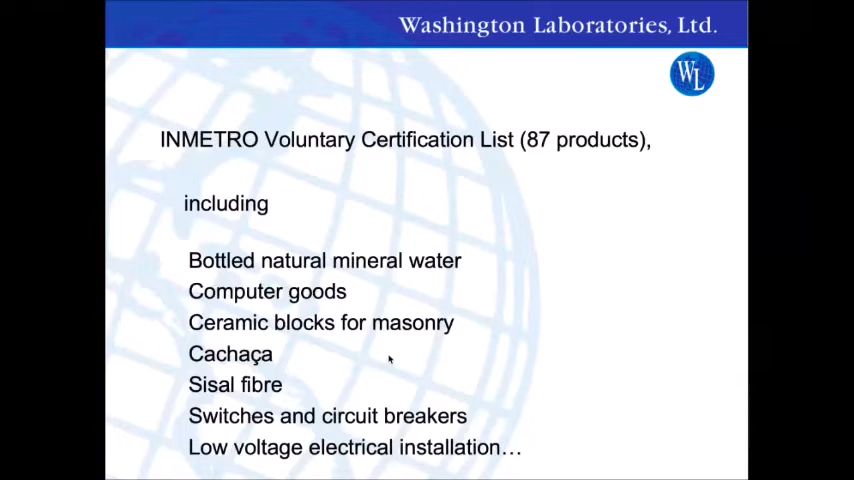 Washington Laboratories, Ltd.
WL
INMETRO Voluntary Certification List (87 products),
including
Bottled natural mineral water
Computer goods
Ceramic blocks for masonry
Cachaça
Sisal fibre
Switches and circuit breakers
Low voltage electrical installation…